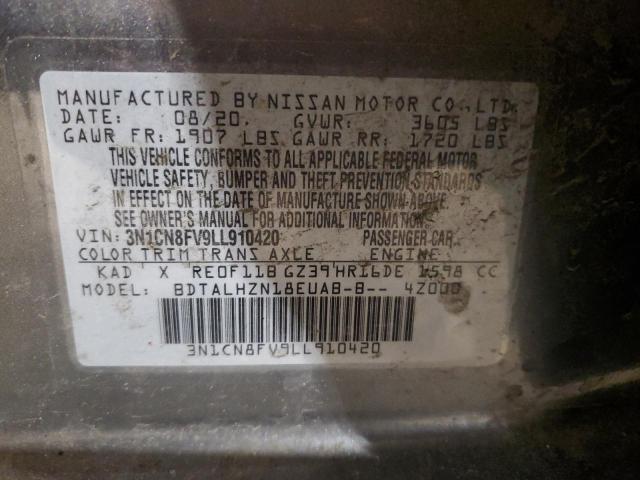 MANUFACTURED BY NISSAN MOTOR CO., LTD.
DATE: 08/20. GVWR: 3605 LBS
GAWR FR: 1907 LBS GAWR RR: 1720 LBS
THIS VEHICLE CONFORMS TO ALL APPLICABLE FEDERAL MOTOR
VEHICLE SAFETY, BUMPER AND THEFT PREVENTION STANDARDS
IN EFFECT ON THE DATE OF MANUFACTURE SHOWN ABOVE.
SEE OWNER'S MANUAL FOR ADDITIONAL INFORMATION.
VIN: 3N1CN8FV9LL910420 PASSENGER CAR
COLOR TRIM TRANS AXLE ENGINE
KAD X RE0F11B GZ39 HR16DE 1598 CC
MODEL: BDTALHZN18EUAB-B-- 4Z000
3N1CN8FV9LL910420